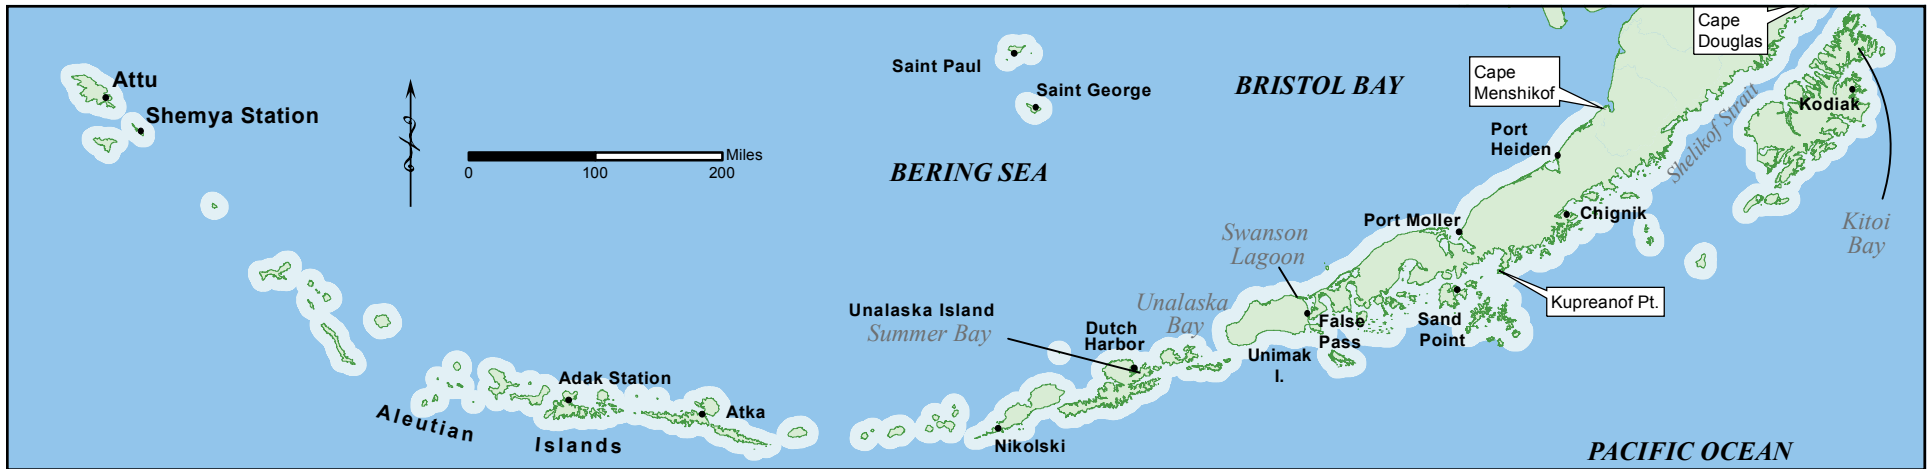 Cape
Douglas
Saint Paul
Saint George
BRISTOL BAY
Cape
Menshikof
Attu
Shemya Station
Kodiak
Port
Heiden
Shelikof Strait
Miles
0
100
200
BERING SEA
Chignik
Port Moller
Kitoi
Bay
Swanson
Lagoon
Kupreanof Pt.
Unalaska Island
Summer Bay
Unalaska
Bay
Dutch
Harbor
False
Pass
Sand
Point
Unimak
I.
Adak Station
Atka
Aleutian
Islands
Nikolski
PACIFIC OCEAN